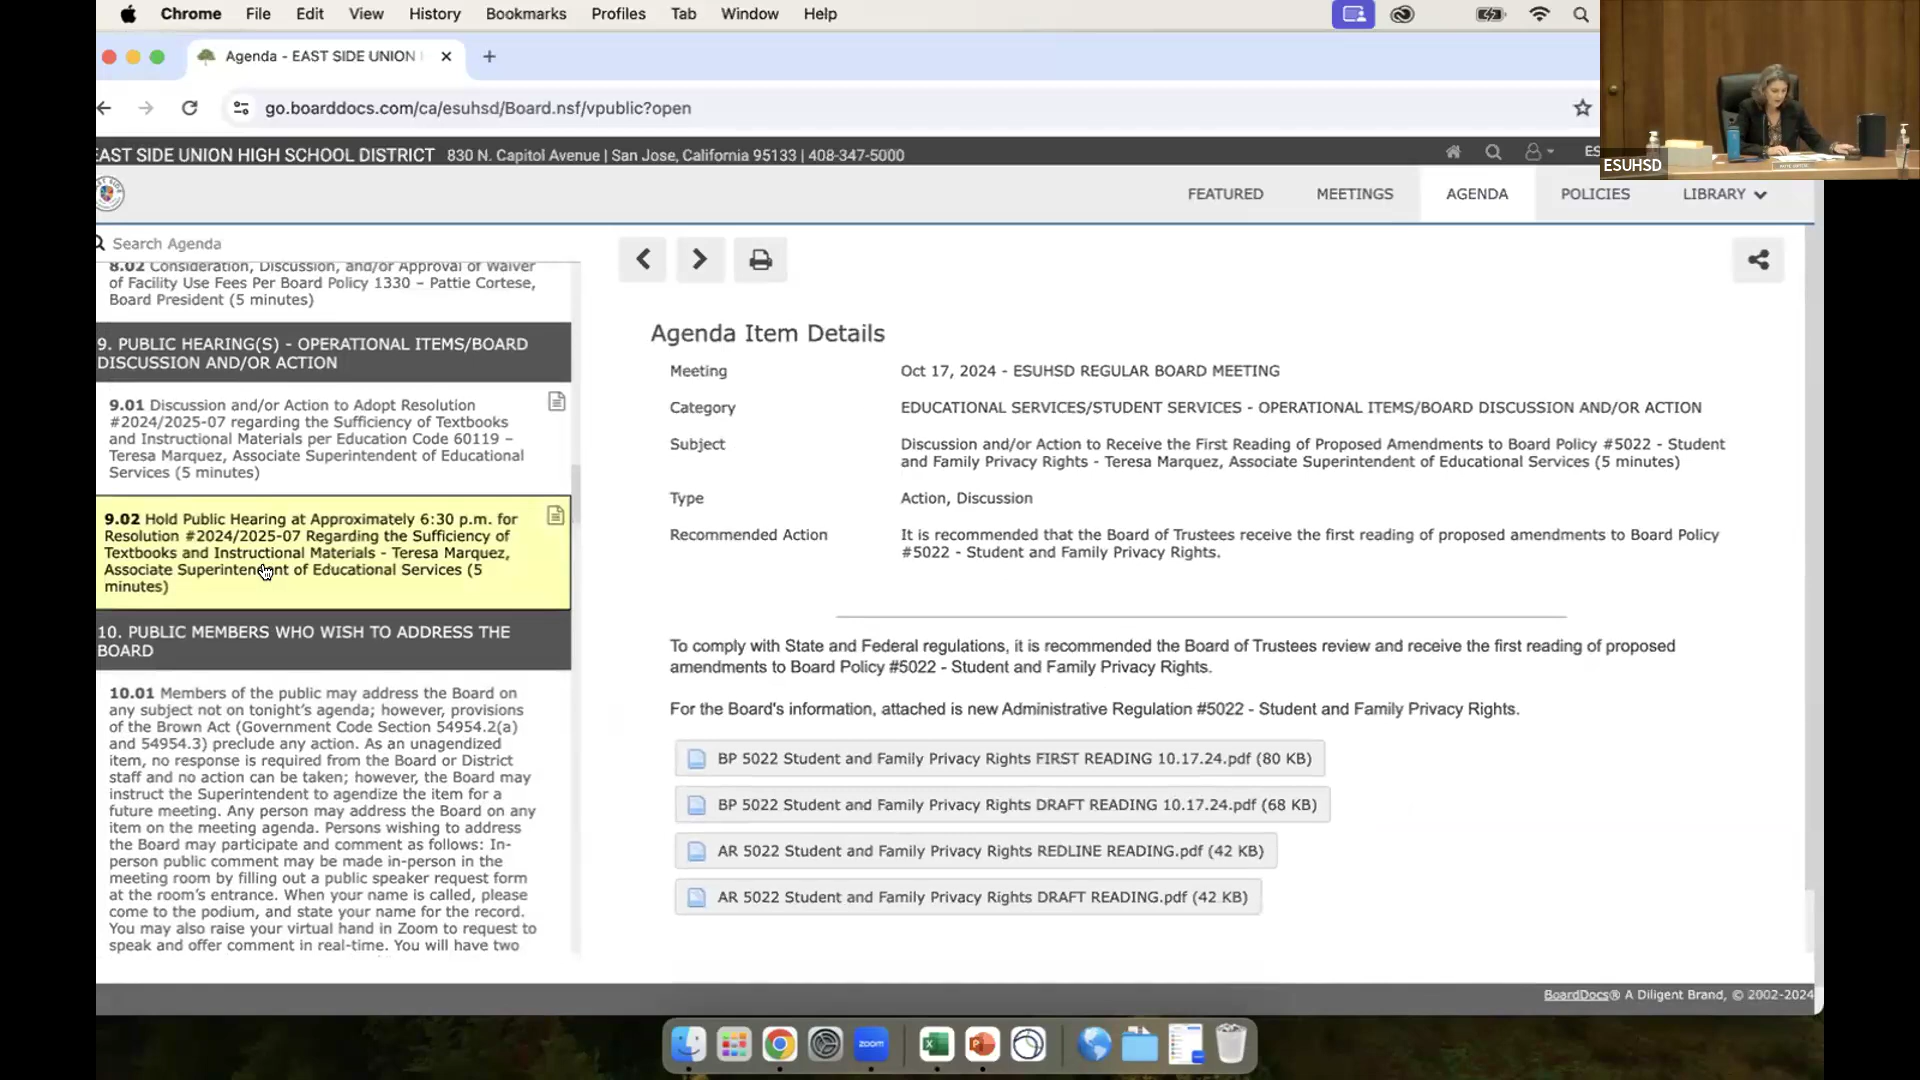 Chrome File Edit View History Bookmarks Profiles Tab Window Help
Agenda - EAST SIDE UNION
go.boarddocs.com/ca/esuhsd/Board.nsf/vpublic?open
EAST SIDE UNION HIGH SCHOOL DISTRICT 830 N. Capitol Avenue | San Jose, California 95133 | 408-347-5000
ES
ESUHSD
FEATURED MEETINGS AGENDA POLICIES LIBRARY
Search Agenda
8.02 Consideration, Discussion, and/or Approval of Waiver
of Facility Use Fees Per Board Policy 1330 – Pattie Cortese,
Board President (5 minutes)
9. PUBLIC HEARING(S) - OPERATIONAL ITEMS/BOARD
DISCUSSION AND/OR ACTION
9.01 Discussion and/or Action to Adopt Resolution
#2024/2025-07 regarding the Sufficiency of Textbooks
and Instructional Materials per Education Code 60119 –
Teresa Marquez, Associate Superintendent of Educational
Services (5 minutes)
9.02 Hold Public Hearing at Approximately 6:30 p.m. for
Resolution #2024/2025-07 Regarding the Sufficiency of
Textbooks and Instructional Materials - Teresa Marquez,
Associate Superintendent of Educational Services (5
minutes)
10. PUBLIC MEMBERS WHO WISH TO ADDRESS THE
BOARD
10.01 Members of the public may address the Board on
any subject not on tonight's agenda; however, provisions
of the Brown Act (Government Code Section 54954.2(a)
and 54954.3) preclude any action. As an unagendized
item, no response is required from the Board or District
staff and no action can be taken; however, the Board may
instruct the Superintendent to agendize the item for a
future meeting. Any person may address the Board on any
item on the meeting agenda. Persons wishing to address
the Board may participate and comment as follows: In-
person public comment may be made in-person in the
meeting room by filling out a public speaker request form
at the room's entrance. When your name is called, please
come to the podium, and state your name for the record.
You may also raise your virtual hand in Zoom to request to
speak and offer comment in real-time. You will have two
Agenda Item Details
Meeting Oct 17, 2024 - ESUHSD REGULAR BOARD MEETING
Category EDUCATIONAL SERVICES/STUDENT SERVICES - OPERATIONAL ITEMS/BOARD DISCUSSION AND/OR ACTION
Subject Discussion and/or Action to Receive the First Reading of Proposed Amendments to Board Policy #5022 - Student
and Family Privacy Rights - Teresa Marquez, Associate Superintendent of Educational Services (5 minutes)
Type Action, Discussion
Recommended Action It is recommended that the Board of Trustees receive the first reading of proposed amendments to Board Policy
#5022 - Student and Family Privacy Rights.
To comply with State and Federal regulations, it is recommended the Board of Trustees review and receive the first reading of proposed
amendments to Board Policy #5022 - Student and Family Privacy Rights.
For the Board's information, attached is new Administrative Regulation #5022 - Student and Family Privacy Rights.
BP 5022 Student and Family Privacy Rights FIRST READING 10.17.24.pdf (80 KB)
BP 5022 Student and Family Privacy Rights DRAFT READING 10.17.24.pdf (68 KB)
AR 5022 Student and Family Privacy Rights REDLINE READING.pdf (42 KB)
AR 5022 Student and Family Privacy Rights DRAFT READING.pdf (42 KB)
BoardDocs® A Diligent Brand, © 2002-2024
zoom